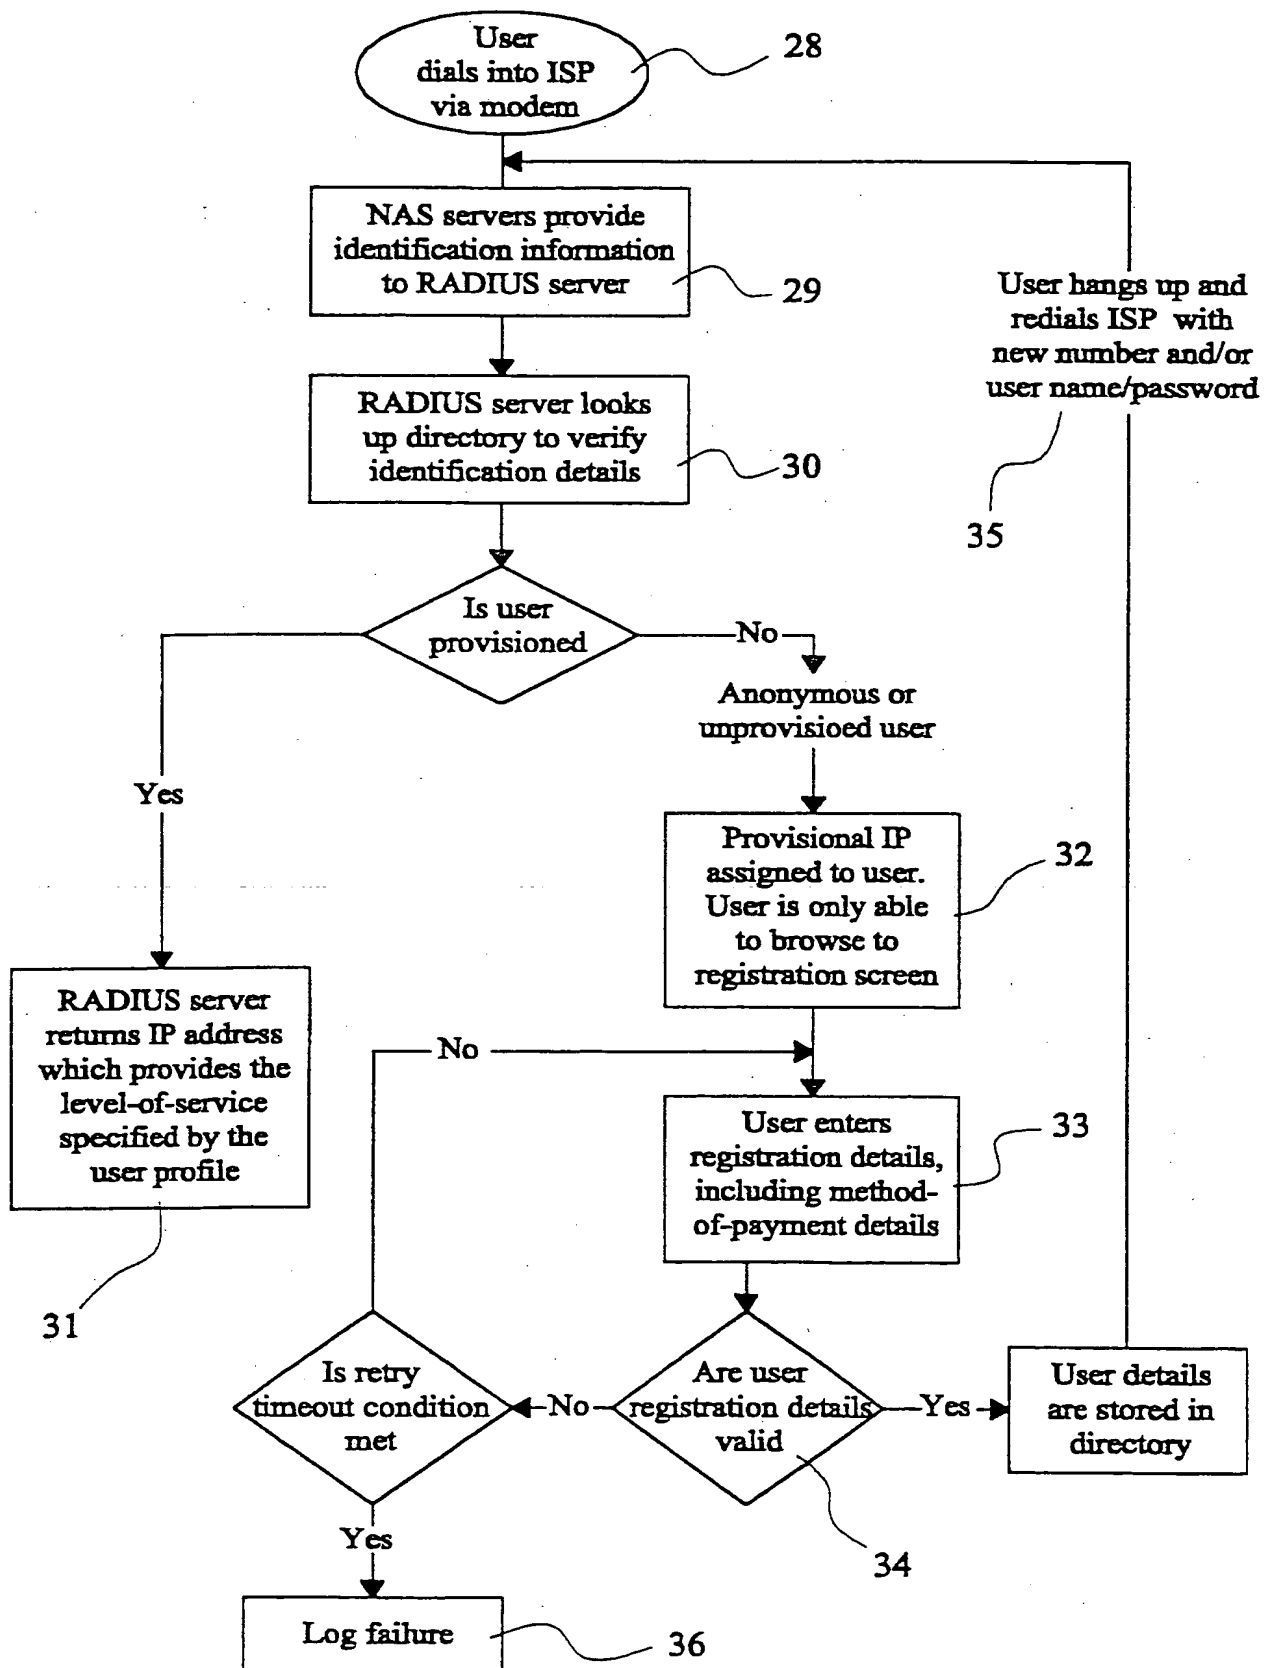 User
dials into ISP
via modem
28
NAS servers provide
identification information
to RADIUS server
29
User hangs up and
redials ISP with
new number and/or
user name/password
35
RADIUS server looks
up directory to verify
identification details
30
Is user
provisioned
No
Anonymous or
unprovisioed user
Yes
Provisional IP
assigned to user.
User is only able
to browse to
registration screen
32
RADIUS server
returns IP address
which provides the
level-of-service
specified by the
user profile
31
No
User enters
registration details,
including method-
of-payment details
33
Is retry
timeout condition
met
No
Are user
registration details
valid
34
Yes
User details
are stored in
directory
Yes
Log failure
36